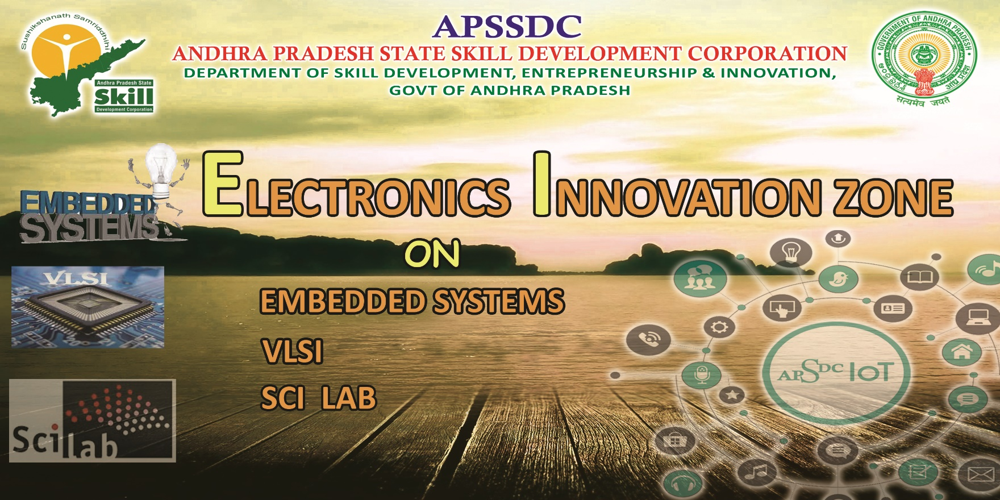 Sushikshanath Samriddhihi
Andhra Pradesh State
Skill
Development Corporation
APSSDC
ANDHRA PRADESH STATE SKILL DEVELOPMENT CORPORATION
DEPARTMENT OF SKILL DEVELOPMENT, ENTREPRENEURSHIP & INNOVATION,
GOVT OF ANDHRA PRADESH
GOVERNMENT OF ANDHRA PRADESH
ఆంధ్రప్రదేశ్
आंध्र प्रदेश
सत्यमेव जयते
EMBEDDED
SYSTEMS
ELECTRONICS INNOVATION ZONE
ON
VLSI
EMBEDDED SYSTEMS
VLSI
SCI LAB
APSSDC IOT
Scilab